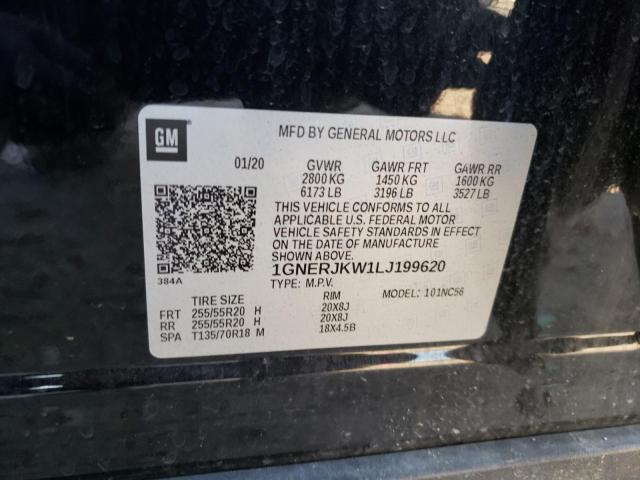 GM
MFD BY GENERAL MOTORS LLC
01/20 GVWR GAWR FRT GAWR RR
2800 KG 1450 KG 1600 KG
6173 LB 3196 LB 3527 LB
THIS VEHICLE CONFORMS TO ALL
APPLICABLE U.S. FEDERAL MOTOR
VEHICLE SAFETY STANDARDS IN EFFECT
ON THE DATE OF MANUFACTURE
SHOWN ABOVE.
384A 1GNERJKW1LJ199620
TYPE: M.P.V. MODEL: 101NC56
TIRE SIZE RIM
FRT 255/55R20 H 20X8J
RR 255/55R20 H 20X8J
SPA T135/70R18 M 18X4.5B